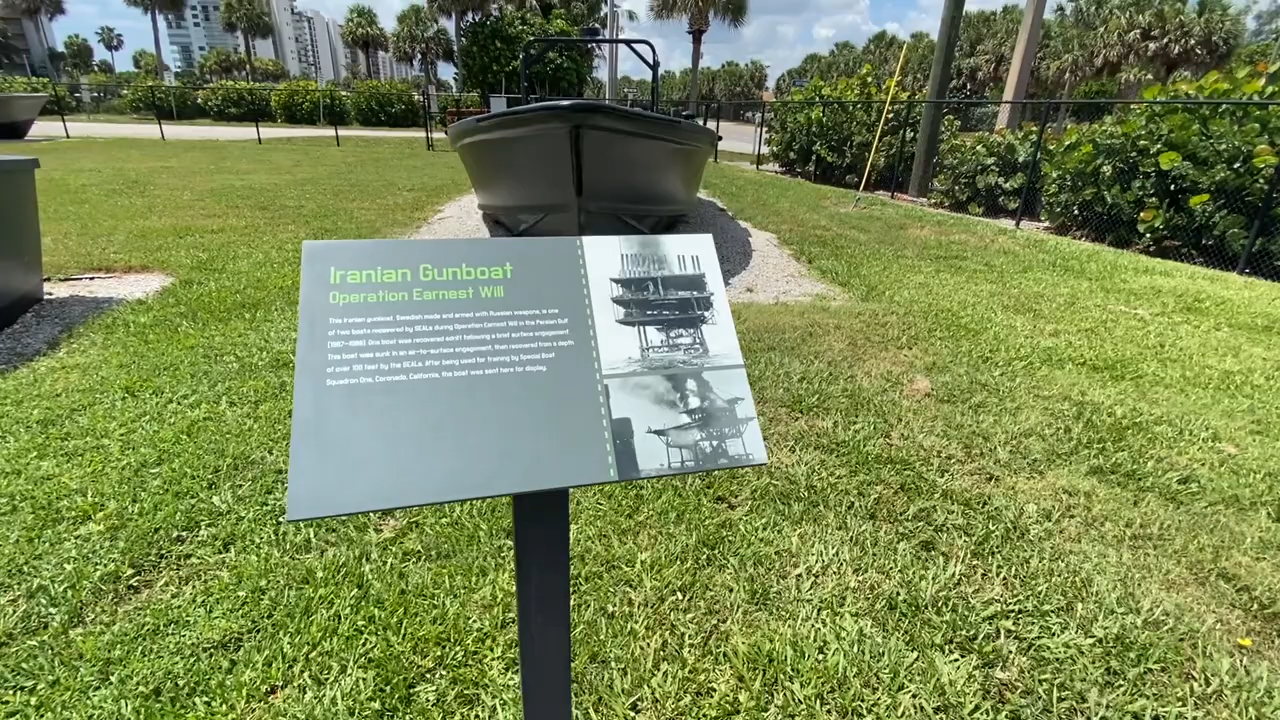 Iranian Gunboat
Operation Earnest Will
This Iranian gunboat, Swedish made and armed with Russian weapons, is one
of two boats recovered by SEALs during Operation Earnest Will in the Persian Gulf
(1987–1988). One boat was recovered adrift following a brief surface engagement.
This boat was sunk in an air-to-surface engagement, then recovered from a depth
of over 100 feet by the SEALs. After being used for training by Special Boat
Squadron One, Coronado, California, the boat was sent here for display.